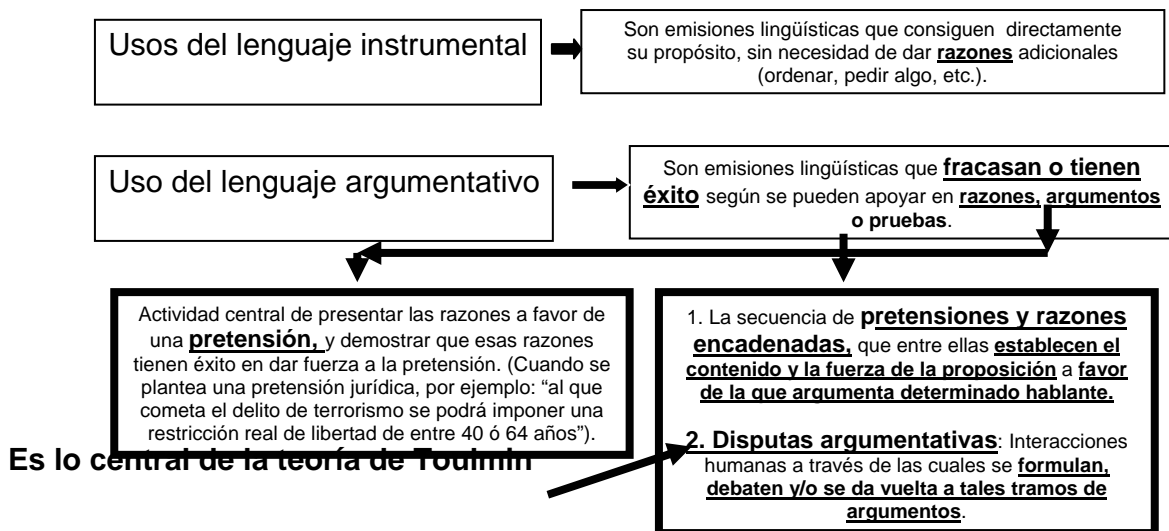 Usos del lenguaje instrumental
Son emisiones lingüísticas que consiguen directamente
su propósito, sin necesidad de dar razones adicionales
(ordenar, pedir algo, etc.).
Uso del lenguaje argumentativo
Son emisiones lingüísticas que fracasan o tienen
éxito según se pueden apoyar en razones, argumentos
o pruebas.
Actividad central de presentar las razones a favor de
una pretensión, y demostrar que esas razones
tienen éxito en dar fuerza a la pretensión. (Cuando se
plantea una pretensión jurídica, por ejemplo: “al que
cometa el delito de terrorismo se podrá imponer una
restricción real de libertad de entre 40 ó 64 años”).
1. La secuencia de pretensiones y razones
encadenadas, que entre ellas establecen el
contenido y la fuerza de la proposición a favor
de la que argumenta determinado hablante.
2. Disputas argumentativas: Interacciones
humanas a través de las cuales se formulan,
debaten y/o se da vuelta a tales tramos de
argumentos.
Es lo central de la teoría de Toulmin